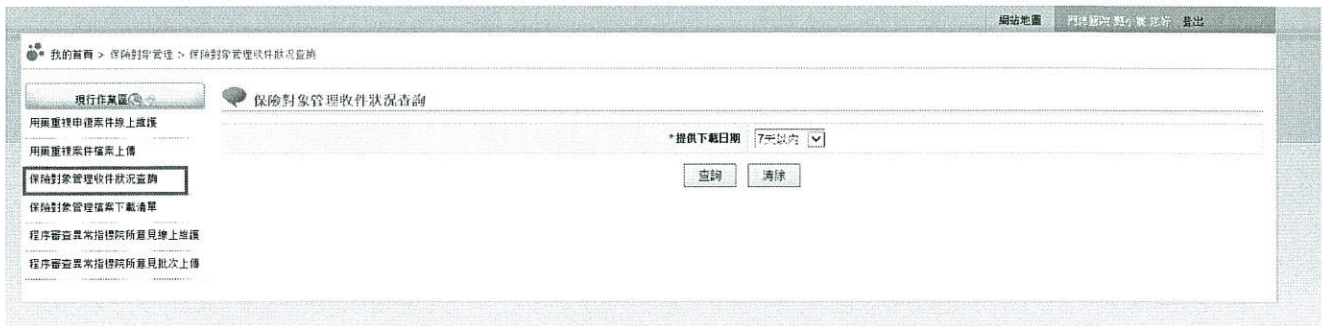 網站地圖 登出
我的首頁 > 保險對象管理 > 保險對象管理收件狀況查詢
現行作業區
保險對象管理收件狀況查詢
用藥重複申復案件線上維護
*提供下載日期 7天以內
用藥重複案件檔案上傳
查詢 清除
保險對象管理收件狀況查詢
保險對象管理檔案下載清單
程序審查異常指標院所意見線上維護
程序審查異常指標院所意見批次上傳